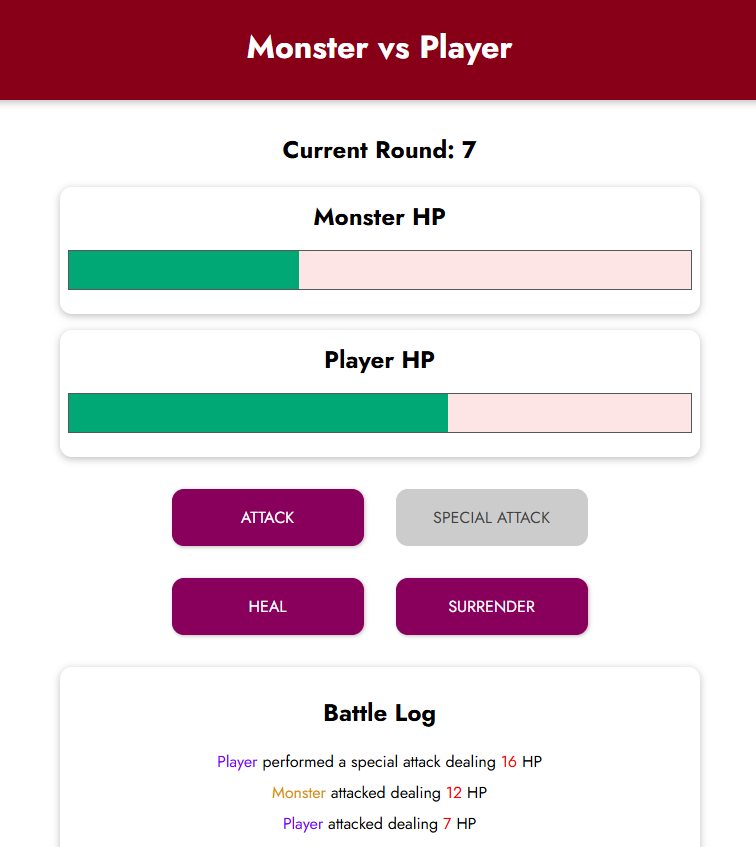 Monster vs Player
Current Round: 7
Monster HP
Player HP
ATTACK
SPECIAL ATTACK
HEAL
SURRENDER
Battle Log
Player performed a special attack dealing 16 HP
Monster attacked dealing 12 HP
Player attacked dealing 7 HP